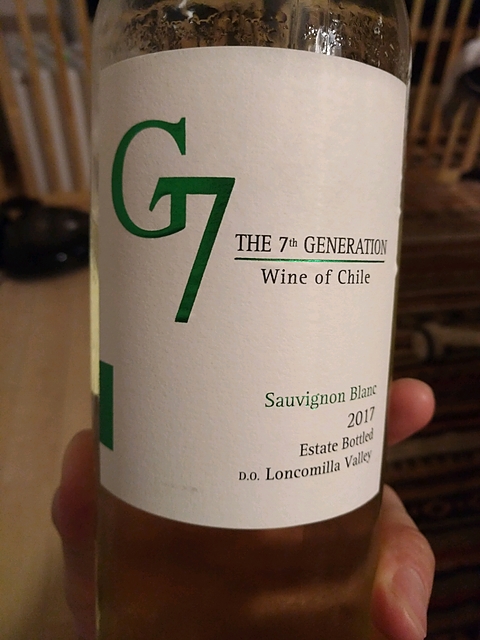 G7
THE 7th GENERATION
Wine of Chile
Sauvignon Blanc
2017
Estate Bottled
D.O. Loncomilla Valley